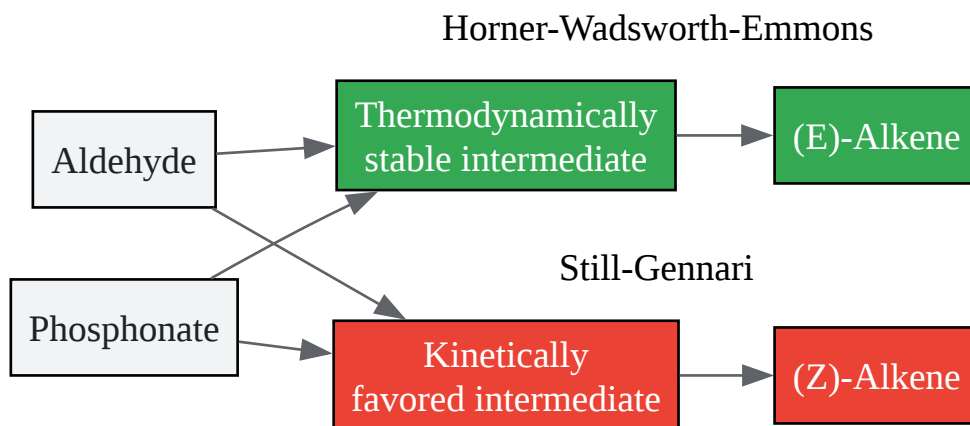 Horner-Wadsworth-Emmons
Aldehyde
Thermodynamically
stable intermediate
(E)-Alkene
Still-Gennari
Phosphonate
Kinetically
favored intermediate
(Z)-Alkene